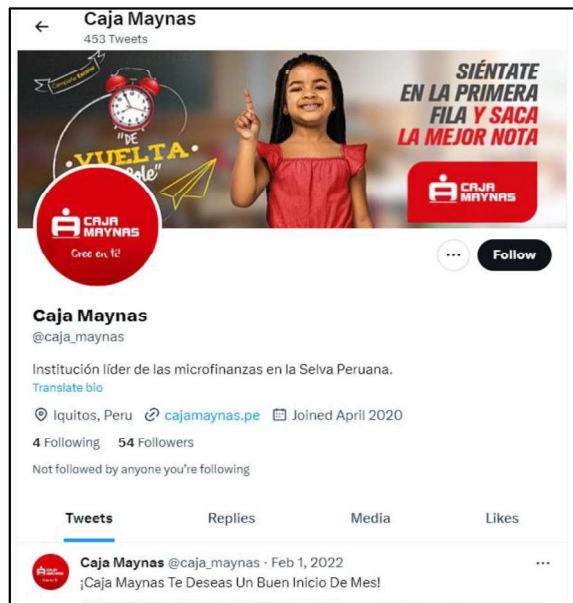 Caja Maynas
453 Tweets
Campaña Escolar
"DE
VUELTA
AL Cole"
SIÉNTATE
EN LA PRIMERA
FILA Y SACA
LA MEJOR NOTA
CAJA
MAYNAS
CAJA
MAYNAS
Cree en ti!
Follow
Caja Maynas
@caja_maynas
Institución líder de las microfinanzas en la Selva Peruana.
Translate bio
Iquitos, Peru cajamaynas.pe Joined April 2020
4 Following 54 Followers
Not followed by anyone you're following
Tweets Replies Media Likes
Caja Maynas @caja_maynas · Feb 1, 2022
¡Caja Maynas Te Deseas Un Buen Inicio De Mes!